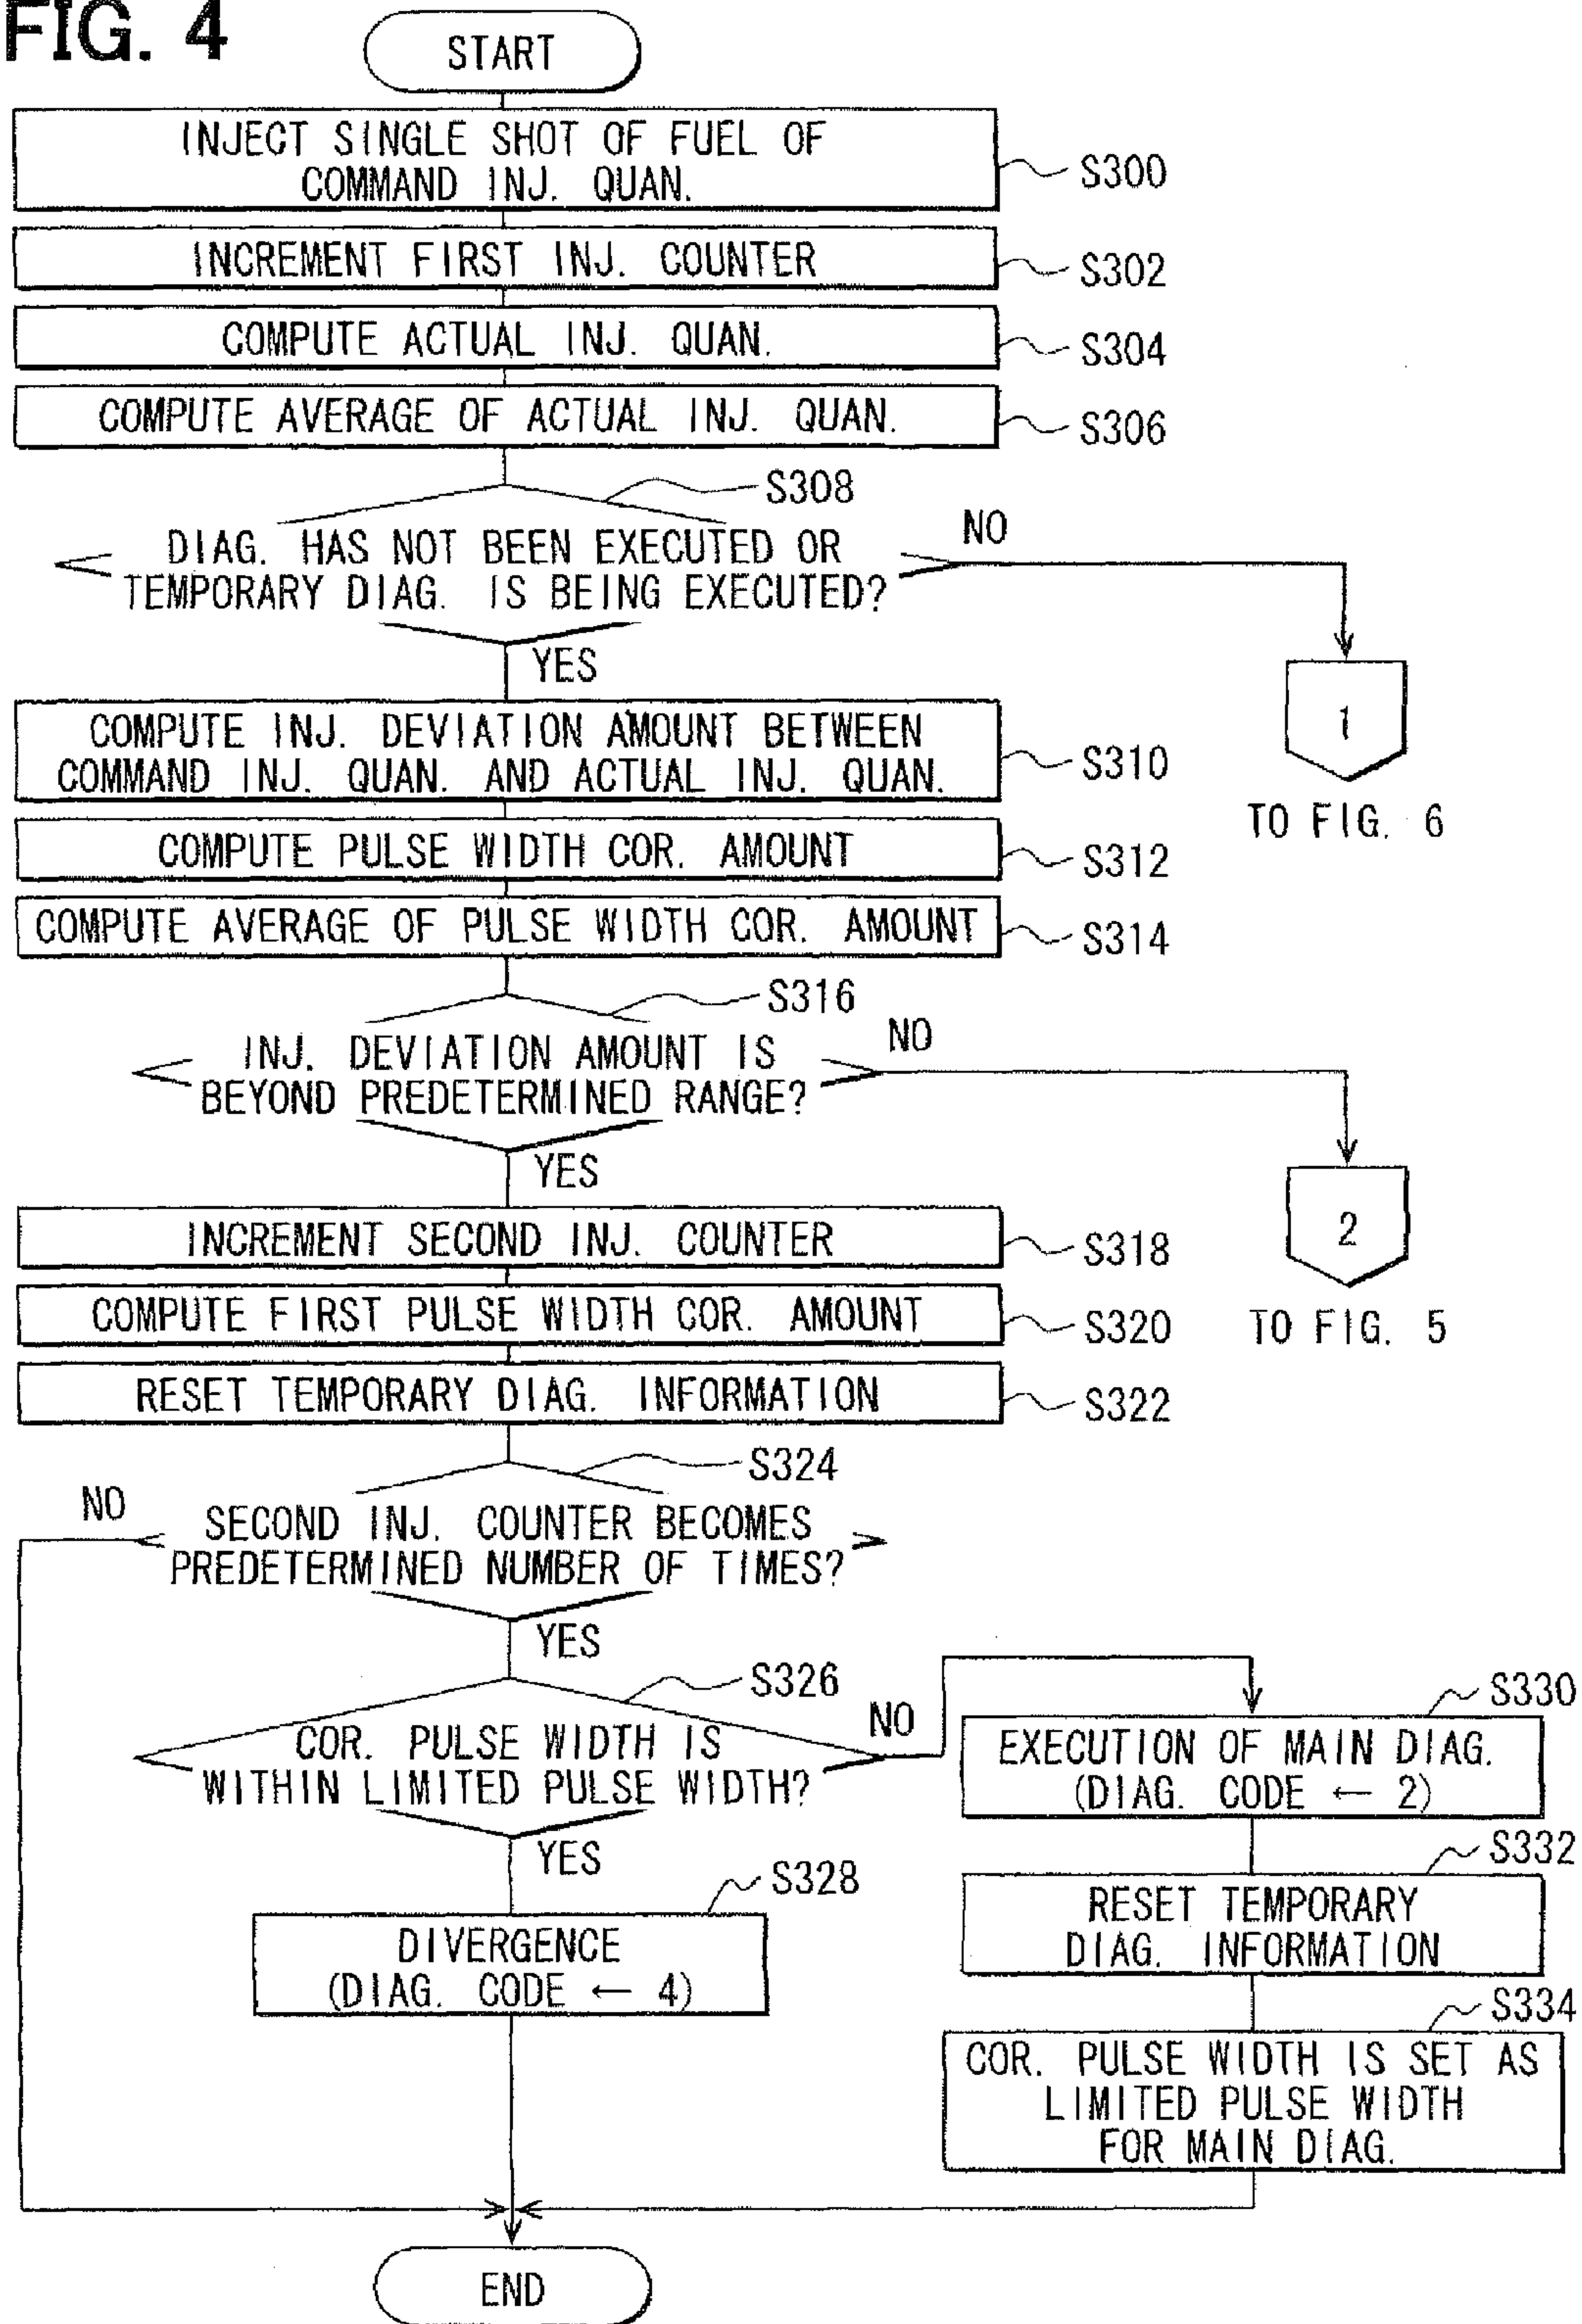 FIG. 4
START
INJECT SINGLE SHOT OF FUEL OF
COMMAND INJ. QUAN.
S300
INCREMENT FIRST INJ. COUNTER
S302
COMPUTE ACTUAL INJ. QUAN.
S304
COMPUTE AVERAGE OF ACTUAL INJ. QUAN.
S306
S308
DIAG. HAS NOT BEEN EXECUTED OR
TEMPORARY DIAG. IS BEING EXECUTED?
NO
YES
1
TO FIG. 6
COMPUTE INJ. DEVIATION AMOUNT BETWEEN
COMMAND INJ. QUAN. AND ACTUAL INJ. QUAN.
S310
COMPUTE PULSE WIDTH COR. AMOUNT
S312
COMPUTE AVERAGE OF PULSE WIDTH COR. AMOUNT
S314
S316
INJ. DEVIATION AMOUNT IS
BEYOND PREDETERMINED RANGE?
NO
YES
2
TO FIG. 5
INCREMENT SECOND INJ. COUNTER
S318
COMPUTE FIRST PULSE WIDTH COR. AMOUNT
S320
RESET TEMPORARY DIAG. INFORMATION
S322
S324
NO
SECOND INJ. COUNTER BECOMES
PREDETERMINED NUMBER OF TIMES?
YES
S326
COR. PULSE WIDTH IS
WITHIN LIMITED PULSE WIDTH?
NO
YES
S328
DIVERGENCE
(DIAG. CODE ← 4)
S330
EXECUTION OF MAIN DIAG.
(DIAG. CODE ← 2)
S332
RESET TEMPORARY
DIAG. INFORMATION
S334
COR. PULSE WIDTH IS SET AS
LIMITED PULSE WIDTH
FOR MAIN DIAG.
END